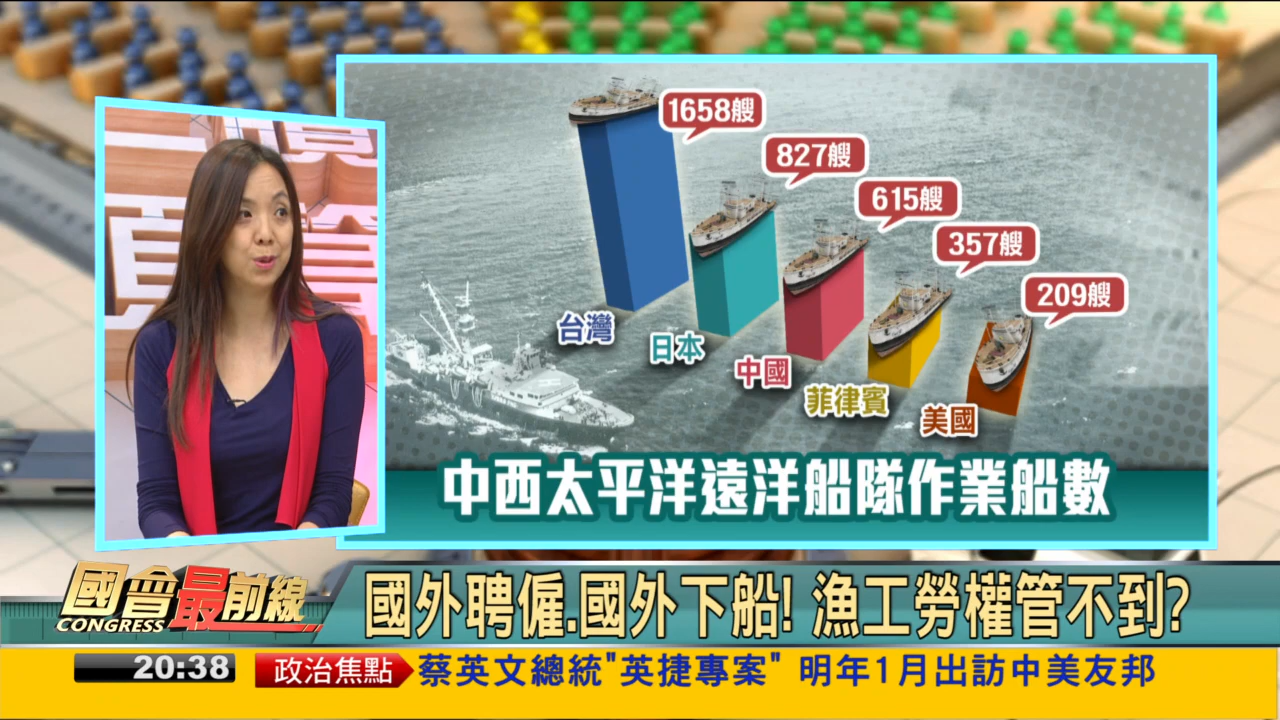 1658艘
827艘
615艘
357艘
209艘
台灣
日本
中國
菲律賓
美國
中西太平洋遠洋船隊作業船數
國會最前線
CONGRESS
國外聘僱.國外下船! 漁工勞權管不到?
20:38
政治焦點
蔡英文總統"英捷專案" 明年1月出訪中美友邦